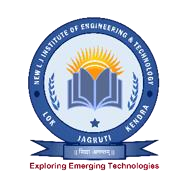 NEW L J INSTITUTE OF ENGINEERING & TECHNOLOGY
LOK JAGRUTI KENDRA
Exploring Emerging Technologies